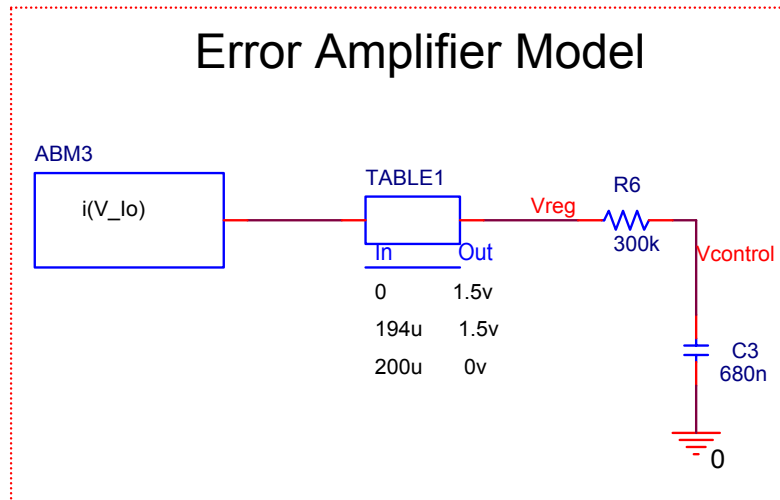 Error Amplifier Model
ABM3
i(V_Io)
TABLE1
In Out
0 1.5v
194u 1.5v
200u 0v
Vreg
R6
300k
Vcontrol
C3
680n
0